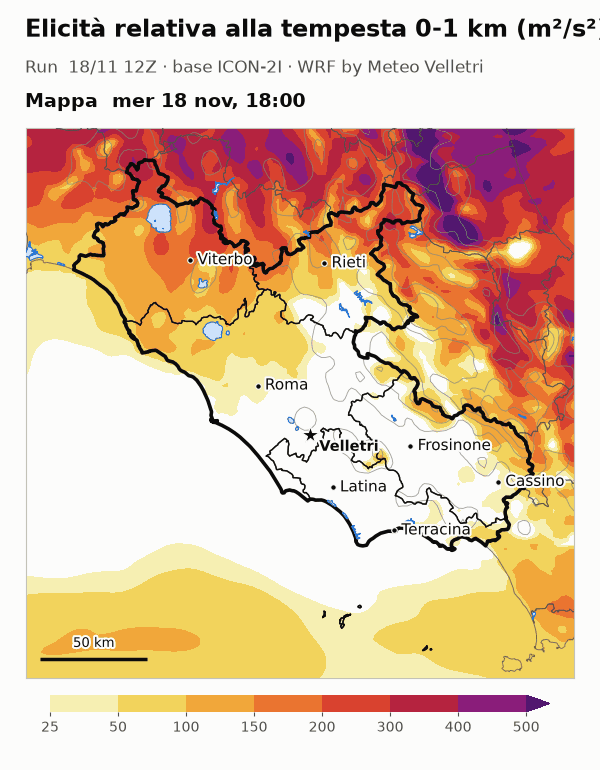 Elicità relativa alla tempesta 0-1 km (m²/s²)
Run 18/11 12Z · base ICON-2I · WRF by Meteo Velletri
Mappa mer 18 nov, 18:00
Viterbo
Rieti
Roma
Velletri
Frosinone
Latina
Cassino
Terracina
50 km
25 50 100 150 200 300 400 500